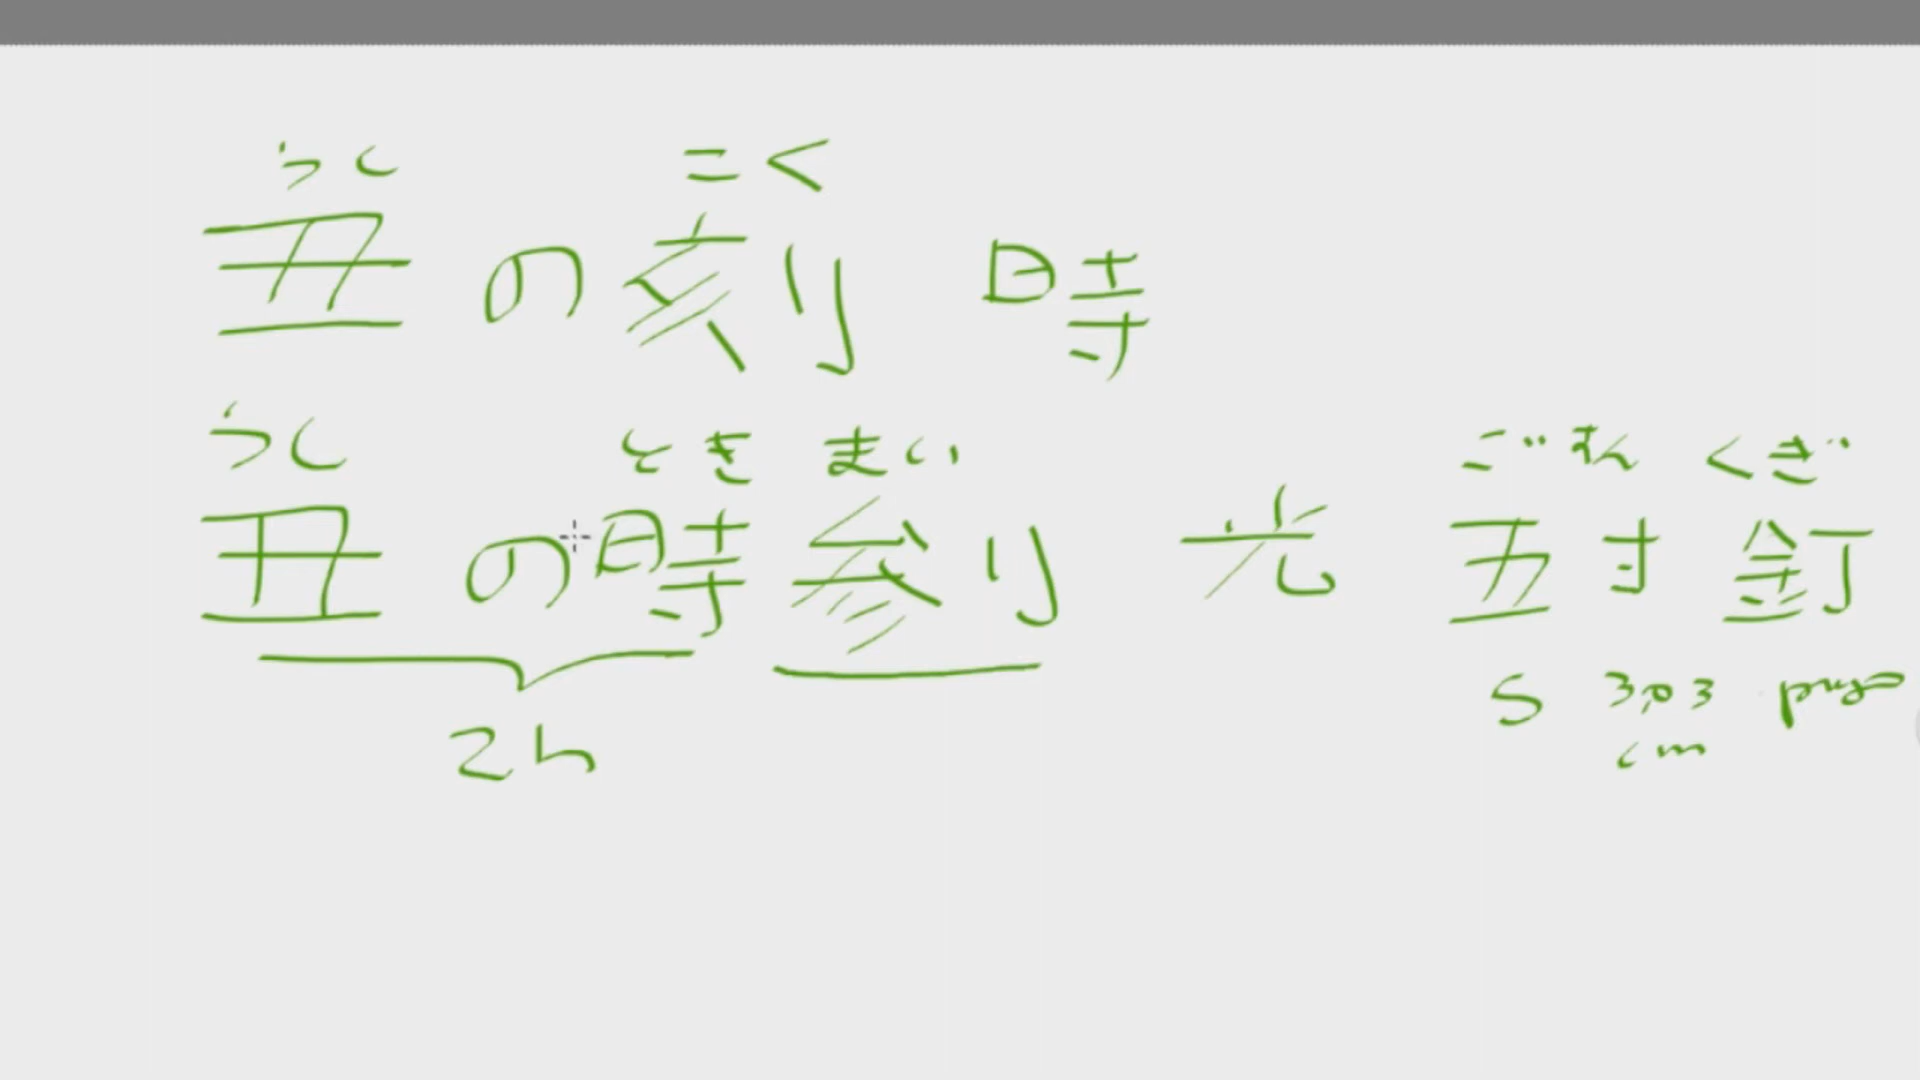 うし こく
丑の刻 時
うし とき まい ごすん くぎ
丑の時参り 光 五寸釘
5 3,03
cm
2h